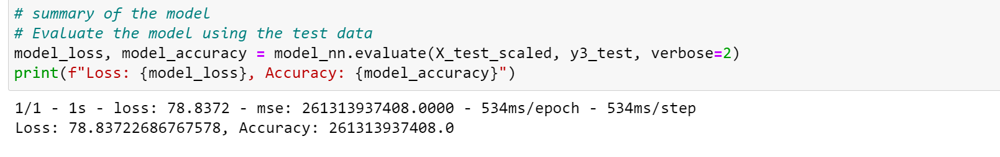 # summary of the model
# Evaluate the model using the test data
model_loss, model_accuracy = model_nn.evaluate(X_test_scaled, y3_test, verbose=2)
print(f"Loss: {model_loss}, Accuracy: {model_accuracy}")
1/1 - 1s - loss: 78.8372 - mse: 261313937408.0000 - 534ms/epoch - 534ms/step
Loss: 78.83722686767578, Accuracy: 261313937408.0